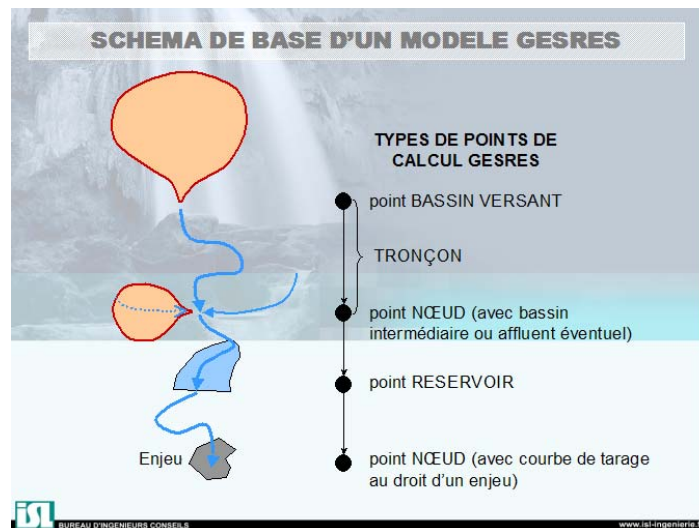 SCHEMA DE BASE D'UN MODELE GESRES
TYPES DE POINTS DE
CALCUL GESRES
point BASSIN VERSANT
TRONÇON
point NŒUD (avec bassin
intermédiaire ou affluent éventuel)
point RESERVOIR
Enjeu
point NŒUD (avec courbe de tarage
au droit d'un enjeu)
isl
BUREAU D'INGENIEURS CONSEILS
www.isl-ingenierie.